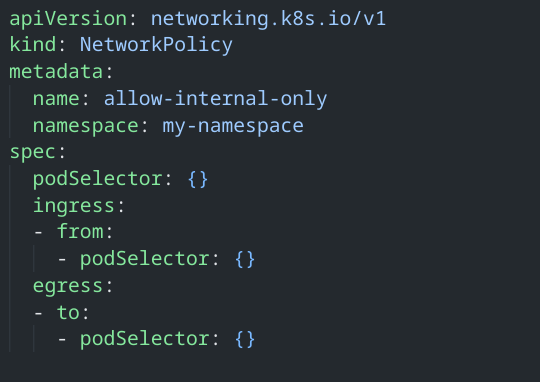 apiVersion: networking.k8s.io/v1
kind: NetworkPolicy
metadata:
  name: allow-internal-only
  namespace: my-namespace
spec:
  podSelector: {}
  ingress:
  - from:
    - podSelector: {}
  egress:
  - to:
    - podSelector: {}